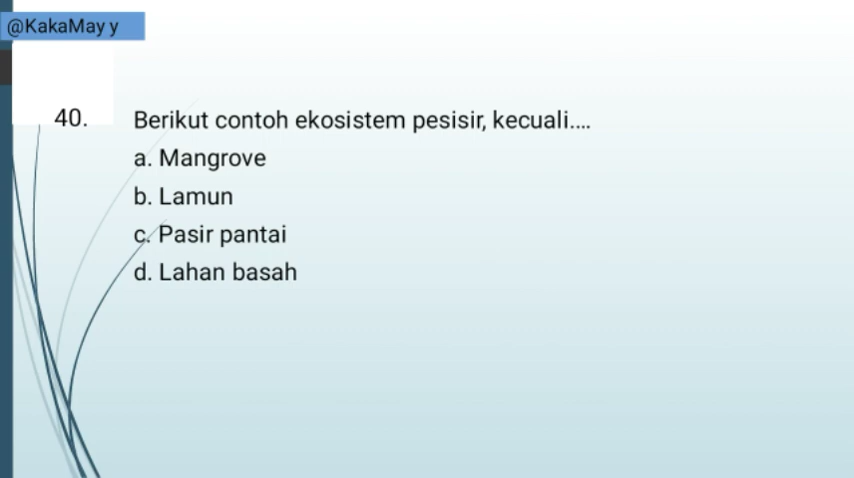 @KakaMay y
40. Berikut contoh ekosistem pesisir, kecuali....
a. Mangrove
b. Lamun
c. Pasir pantai
d. Lahan basah